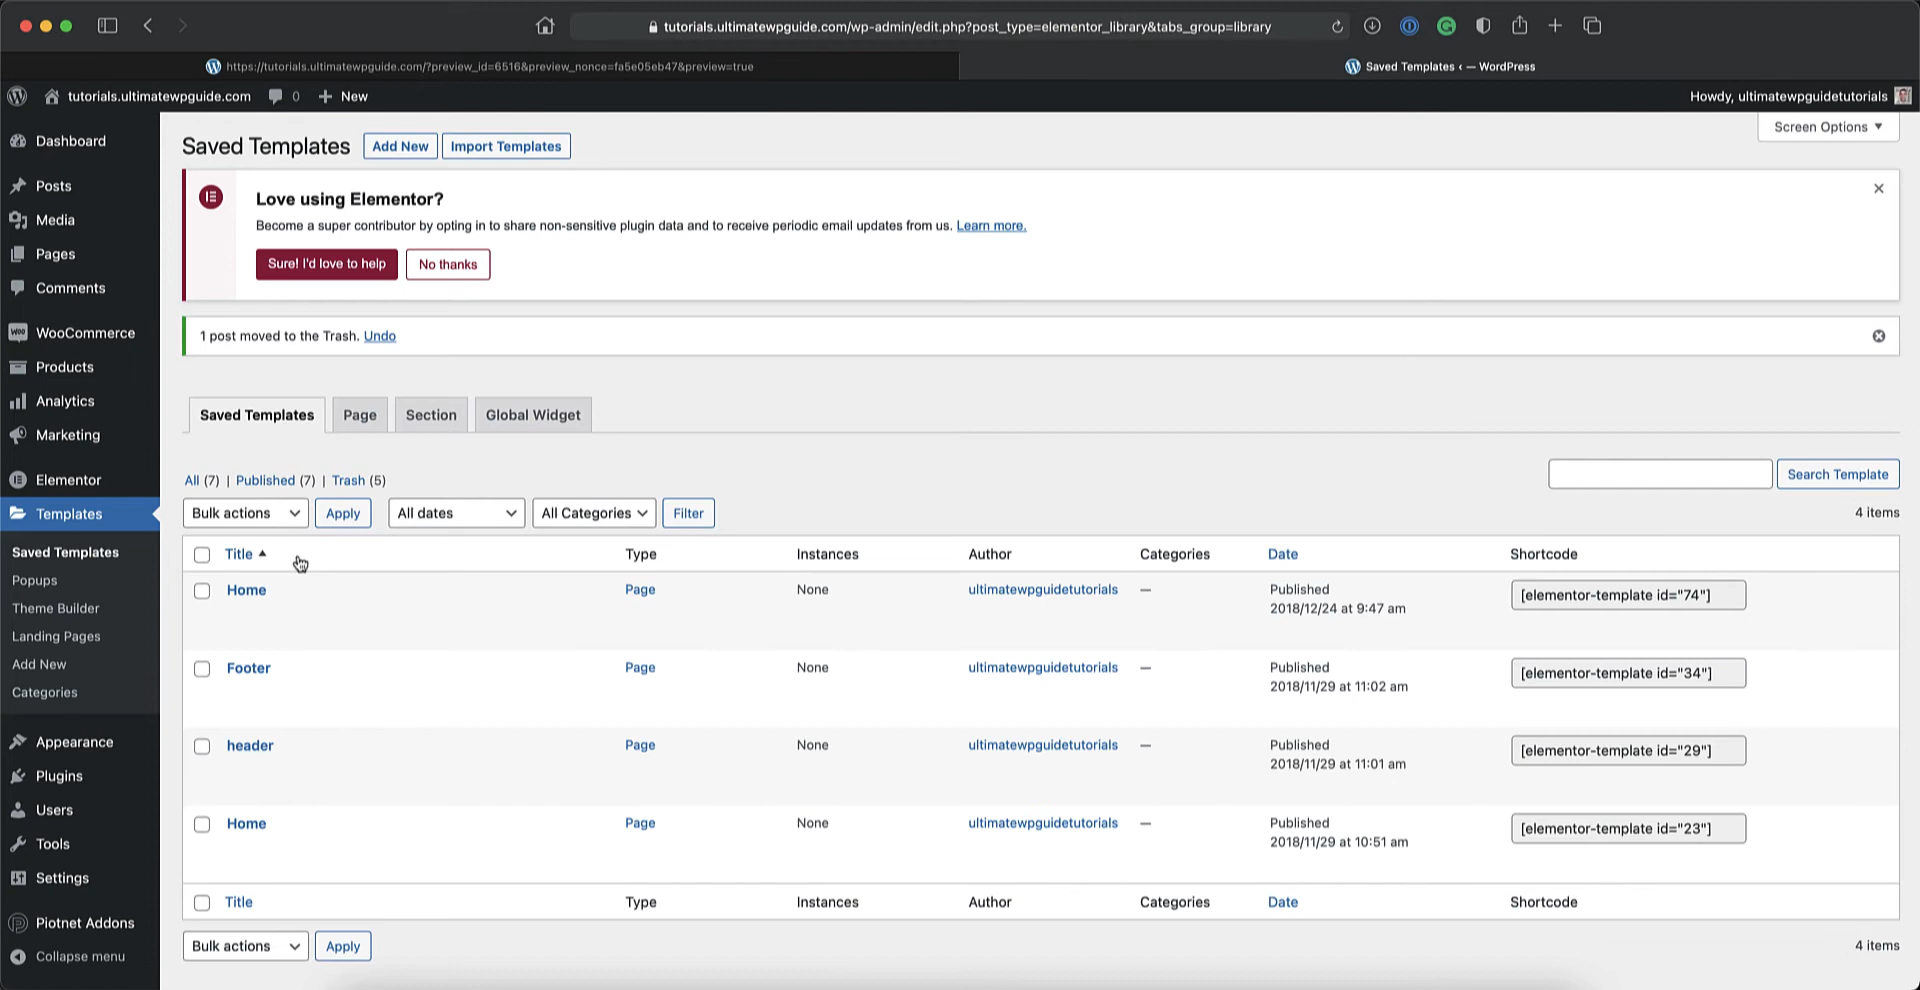 tutorials.ultimatewpguide.com/wp-admin/edit.php?post_type=elementor_library&tabs_group=library
https://tutorials.ultimatewpguide.com/?preview_id=6516&preview_nonce=fa5e05eb47&preview=true
Saved Templates ‹ — WordPress
tutorials.ultimatewpguide.com 0 New
Howdy, ultimatewpguidetutorials
Dashboard
Posts
Media
Pages
Comments
WooCommerce
Products
Analytics
Marketing
Elementor
Templates
Saved Templates
Popups
Theme Builder
Landing Pages
Add New
Categories
Appearance
Plugins
Users
Tools
Settings
Piotnet Addons
Collapse menu
Screen Options
Saved Templates Add New Import Templates
Love using Elementor?
Become a super contributor by opting in to share non-sensitive plugin data and to receive periodic email updates from us. Learn more.
Sure! I'd love to help No thanks
1 post moved to the Trash. Undo
Saved Templates Page Section Global Widget
All (7) | Published (7) | Trash (5)
Search Template
Bulk actions Apply All dates All Categories Filter 4 items
Title Type Instances Author Categories Date Shortcode
Home Page None ultimatewpguidetutorials — Published [elementor-template id="74"]
2018/12/24 at 9:47 am
Footer Page None ultimatewpguidetutorials — Published [elementor-template id="34"]
2018/11/29 at 11:02 am
header Page None ultimatewpguidetutorials — Published [elementor-template id="29"]
2018/11/29 at 11:01 am
Home Page None ultimatewpguidetutorials — Published [elementor-template id="23"]
2018/11/29 at 10:51 am
Title Type Instances Author Categories Date Shortcode
Bulk actions Apply 4 items